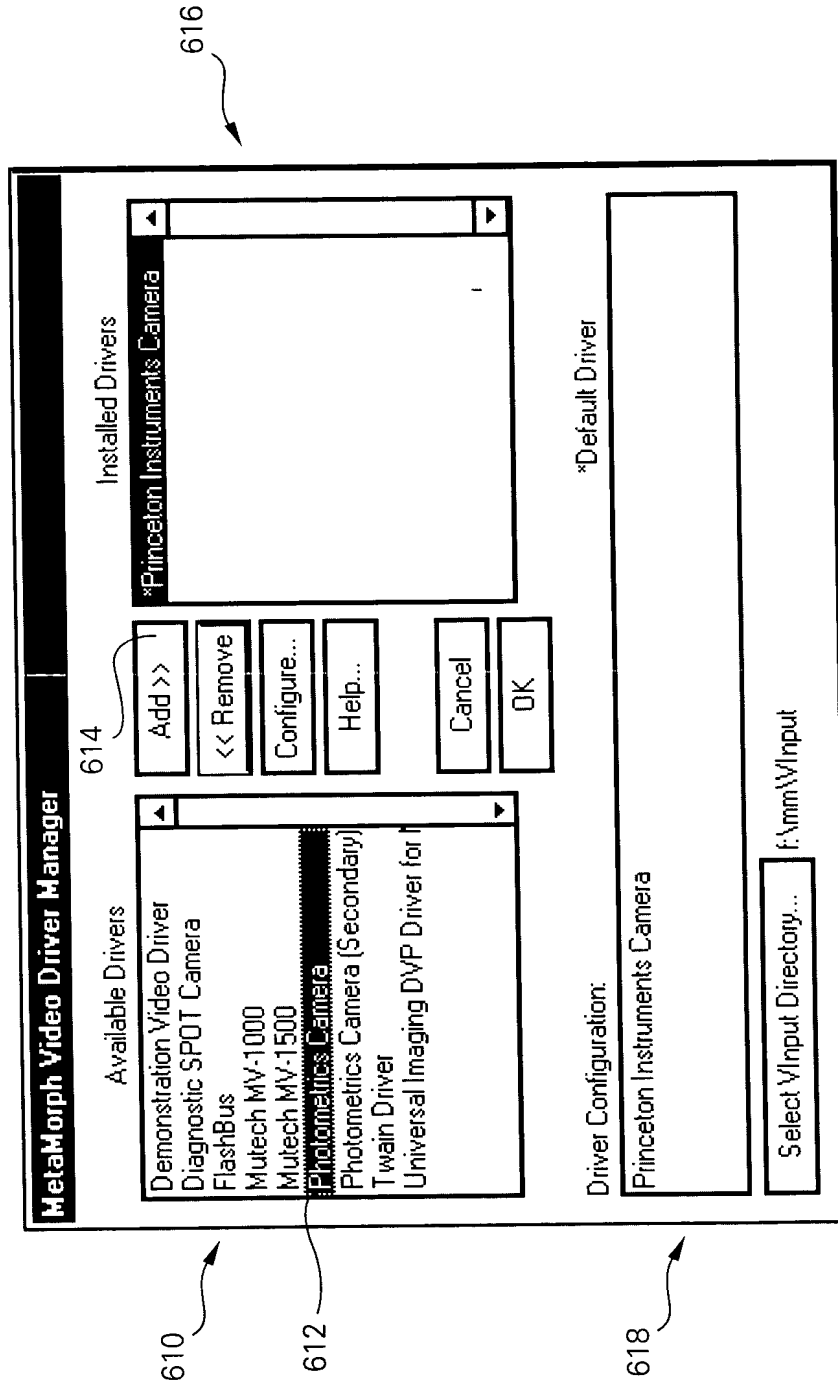 MetaMorph Video Driver Manager
Available Drivers
Installed Drivers
610
612
614
616
618
Demonstration Video Driver
Diagnostic SPOT Camera
FlashBus
Mutech MV-1000
Mutech MV-1500
Photometrics Camera
Photometrics Camera (Secondary)
Twain Driver
Universal Imaging DVP Driver for
Add >>
<< Remove
Configure...
Help...
Cancel
OK
*Princeton Instruments Camera
Driver Configuration:
*Default Driver
Princeton Instruments Camera
Select VInput Directory...
f:\mm\VInput